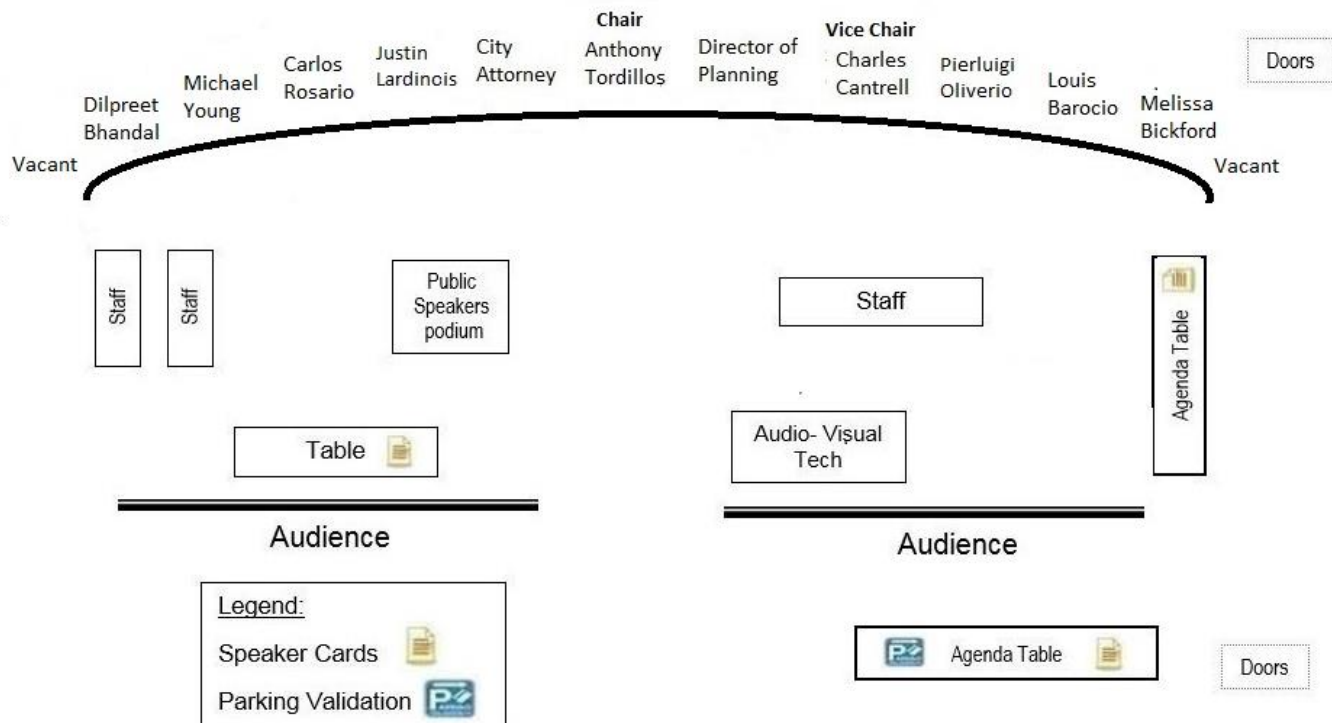 Vacant
Dilpreet
Bhandal
Michael
Young
Carlos
Rosario
Justin
Lardinois
City
Attorney
Chair
Anthony
Tordillos
Director of
Planning
Vice Chair
Charles
Cantrell
Pierluigi
Oliverio
Louis
Barocio
Melissa
Bickford
Vacant
Doors
Staff
Staff
Public
Speakers
podium
Staff
Agenda Table
Table
Audio- Visual
Tech
Audience
Audience
Legend:
Speaker Cards
Parking Validation
Agenda Table
Doors